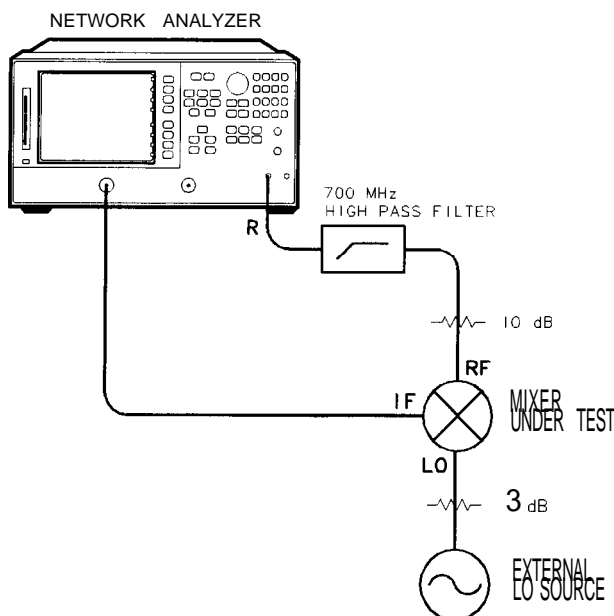 NETWORK ANALYZER
700 MHz
HIGH PASS FILTER
R
10 dB
RF
IF
MIXER
UNDER TEST
LO
3 dB
EXTERNAL
LO SOURCE